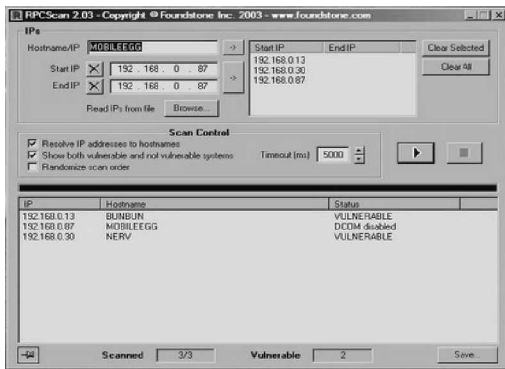 RPCScan 2.03 - Copyright © Foundstone Inc. 2003 - www.foundstone.com
IPs
Hostname/IP MOBILEEGG ->
Start IP 192 . 168 . 0 . 87
End IP 192 . 168 . 0 . 87
->
Read IPs from file Browse...
Start IP End IP
192.168.0.13
192.168.0.30
192.168.0.87
Clear Selected
Clear All
Scan Control
Resolve IP addresses to hostnames
Show both vulnerable and not vulnerable systems
Randomize scan order
Timeout (ms) 5000
IP Hostname Status
192.168.0.13 BUNBUN VULNERABLE
192.168.0.87 MOBILEEGG DCOM disabled
192.168.0.30 NERV VULNERABLE
Scanned 3/3 Vulnerable 2 Save...